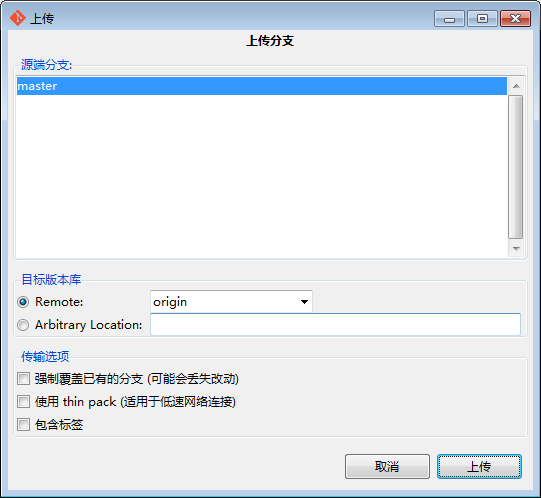 上传
上传分支
源端分支:
master
目标版本库
Remote:
origin
Arbitrary Location:
传输选项
强制覆盖已有的分支 (可能会丢失改动)
使用 thin pack (适用于低速网络连接)
包含标签
取消
上传